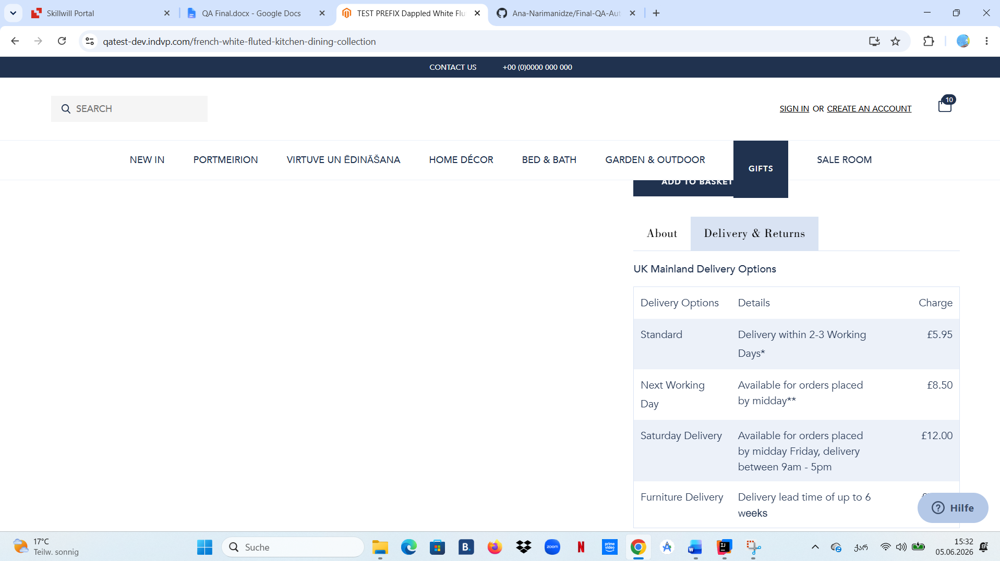 Skillwill Portal
QA Final.docx - Google Docs
TEST PREFIX Dappled White Flu
Ana-Narimanidze/Final-QA-Aut
qatest-dev.indvp.com/french-white-fluted-kitchen-dining-collection
CONTACT US
+00 (0)0000 000 000
SEARCH
SIGN IN OR CREATE AN ACCOUNT
10
NEW IN
PORTMEIRION
VIRTUVE UN ĒDINĀŠANA
HOME DÉCOR
BED & BATH
GARDEN & OUTDOOR
GIFTS
SALE ROOM
ADD TO BASKET
About
Delivery & Returns
UK Mainland Delivery Options
Delivery Options
Details
Charge
Standard
Delivery within 2-3 Working
Days*
£5.95
Next Working
Day
Available for orders placed
by midday**
£8.50
Saturday Delivery
Available for orders placed
by midday Friday, delivery
between 9am - 5pm
£12.00
Furniture Delivery
Delivery lead time of up to 6
weeks
Hilfe
17°C
Teilw. sonnig
Suche
B.
zoom
N
prime
video
W
IJ
ქარ
15:32
05.06.2026